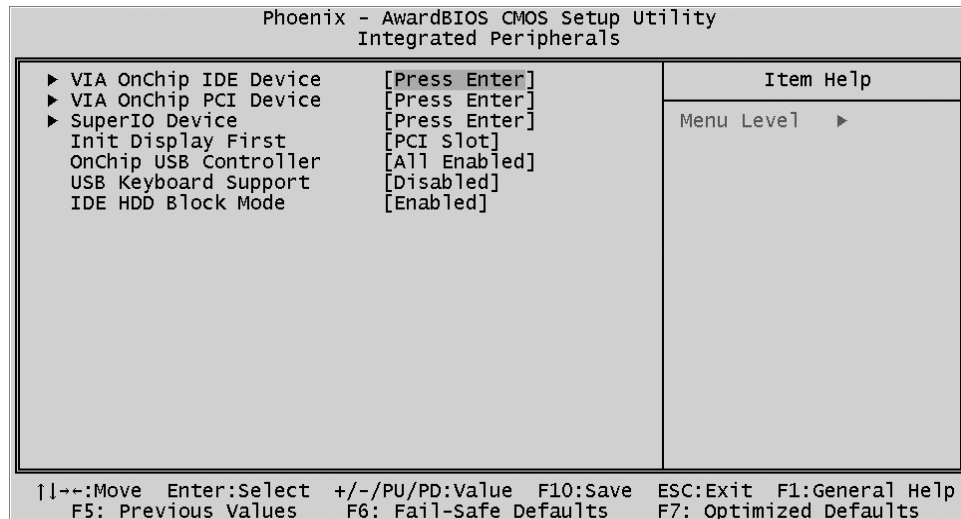 Phoenix - AwardBIOS CMOS Setup Utility
Integrated Peripherals
▶ VIA OnChip IDE Device [Press Enter]
▶ VIA OnChip PCI Device [Press Enter]
▶ SuperIO Device [Press Enter]
Init Display First [PCI Slot]
OnChip USB Controller [All Enabled]
USB Keyboard Support [Disabled]
IDE HDD Block Mode [Enabled]
Item Help
Menu Level ▶
↑↓→←:Move Enter:Select +/-/PU/PD:Value F10:Save ESC:Exit F1:General Help
F5: Previous Values F6: Fail-Safe Defaults F7: Optimized Defaults